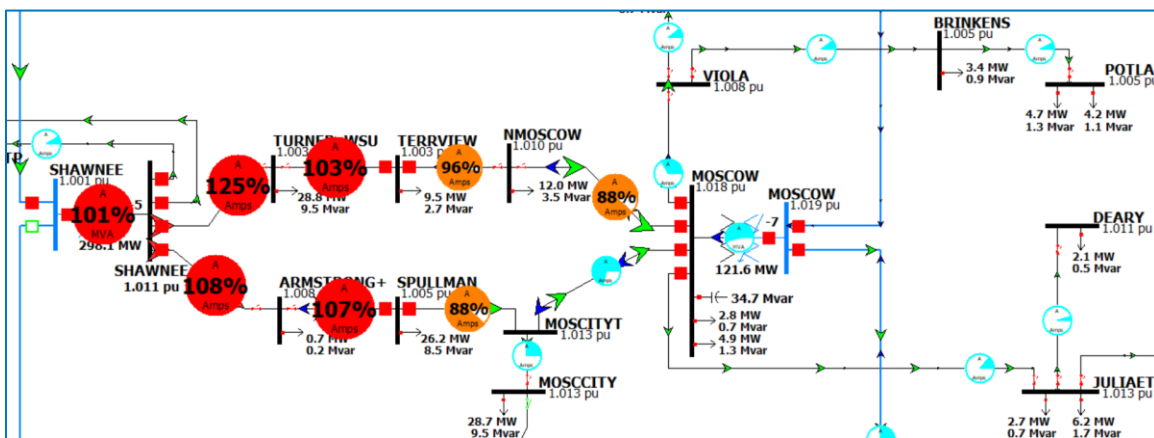 BRINKENS
1.005 pu
3.4 MW
0.9 Mvar
POTLA
1.005 pu
4.7 MW
1.3 Mvar
4.2 MW
1.1 Mvar
VIOLA
1.008 pu
A
Amps
SHAWNEE
1.001 pu
A
101%
MVA
298.1 MW
-5
SHAWNEE
1.011 pu
A
125%
Amps
WSU
1.003
28.8
9.5 Mvar
A
103%
Amps
TERRVIEW
1.003 pu
9.5 MW
2.7 Mvar
A
96%
Amps
NMOSCOW
1.010 pu
12.0 MW
3.5 Mvar
A
88%
Amps
MOSCOW
1.018 pu
A
MVA
-7
121.6 MW
MOSCOW
1.019 pu
34.7 Mvar
2.8 MW
0.7 Mvar
4.9 MW
1.3 Mvar
A
108%
Amps
ARMSTRONG+
1.008
0.7 MW
0.2 Mvar
A
107%
Amps
SPULLMAN
1.005 pu
26.2 MW
8.5 Mvar
A
88%
Amps
MOSCITYT
1.013 pu
MOSCCITY
1.013 pu
28.7 MW
9.5 Mvar
DEARY
1.011 pu
2.1 MW
0.5 Mvar
JULIAET
1.013 pu
2.7 MW
0.7 Mvar
6.2 MW
1.7 Mvar